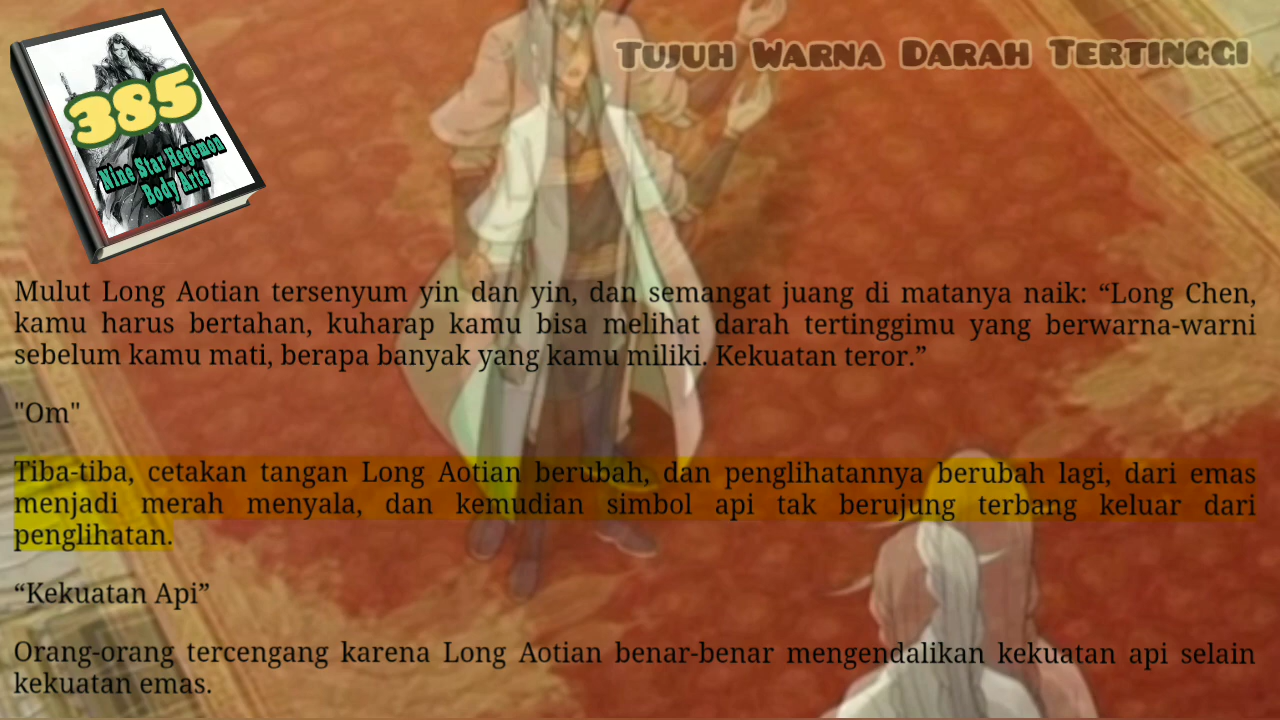 385
Nine Star Hegemon
Body Arts
Tujuh Warna Darah Tertinggi
Mulut Long Aotian tersenyum yin dan yin, dan semangat juang di matanya naik: “Long Chen,
kamu harus bertahan, kuharap kamu bisa melihat darah tertinggimu yang berwarna-warni
sebelum kamu mati, berapa banyak yang kamu miliki. Kekuatan teror.”
"Om"
Tiba-tiba, cetakan tangan Long Aotian berubah, dan penglihatannya berubah lagi, dari emas
menjadi merah menyala, dan kemudian simbol api tak berujung terbang keluar dari
penglihatan.
“Kekuatan Api”
Orang-orang tercengang karena Long Aotian benar-benar mengendalikan kekuatan api selain
kekuatan emas.